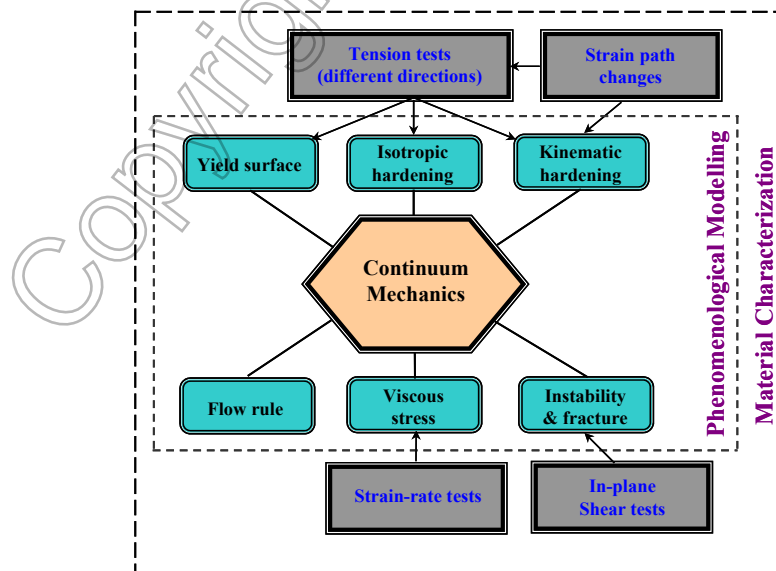 Tension tests
(different directions)
Strain path
changes
Yield surface
Isotropic
hardening
Kinematic
hardening
Continuum
Mechanics
Flow rule
Viscous
stress
Instability
& fracture
Strain-rate tests
In-plane
Shear tests
Phenomenological Modelling
Material Characterization
Copyrigh